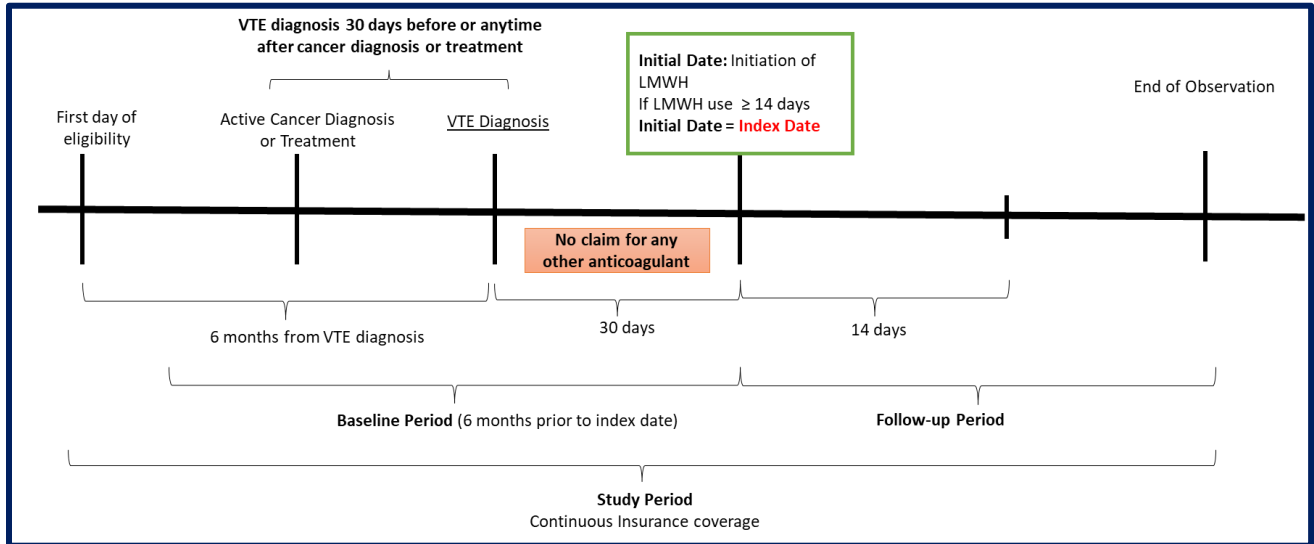 VTE diagnosis 30 days before or anytime
after cancer diagnosis or treatment
Initial Date: Initiation of
LMWH
If LMWH use ≥ 14 days
Initial Date = Index Date
End of Observation
First day of
eligibility
Active Cancer Diagnosis
or Treatment
VTE Diagnosis
No claim for any
other anticoagulant
6 months from VTE diagnosis
30 days
14 days
Baseline Period (6 months prior to index date)
Follow-up Period
Study Period
Continuous Insurance coverage